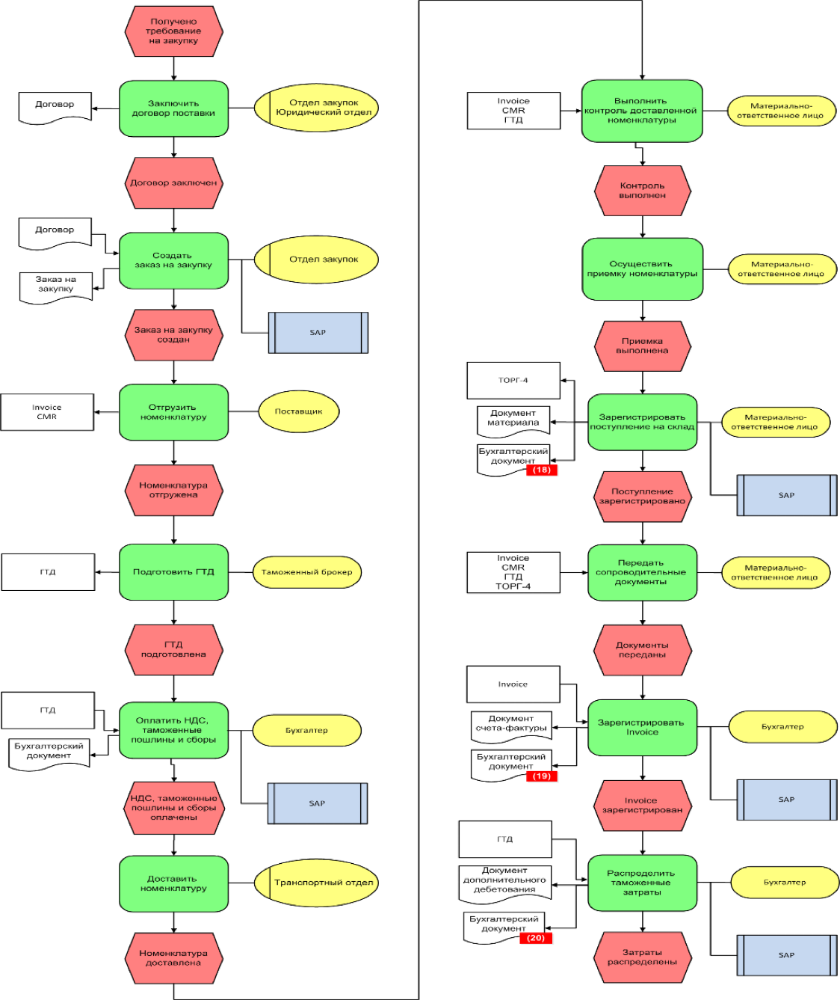 Получено
требование
на закупку
Заключить
договор поставки
Договор
Отдел закупок
Юридический отдел
Договор заключен
Договор
Создать
заказ на закупку
Отдел закупок
Заказ на
закупку
SAP
Заказ на закупку
создан
Invoice
CMR
Отгрузить
номенклатуру
Поставщик
Номенклатура
отгружена
ГТД
Подготовить ГТД
Таможенный брокер
ГТД
подготовлена
ГТД
Оплатить НДС,
таможенные
пошлины и сборы
Бухгалтер
Бухгалтерский
документ
SAP
НДС, таможенные
пошлины и сборы
оплачены
Доставить
номенклатуру
Транспортный отдел
Номенклатура
доставлена
Invoice
CMR
ГТД
Выполнить
контроль доставленной
номенклатуры
Материально-
ответственное лицо
Контроль
выполнен
Осуществить
приемку номенклатуры
Материально-
ответственное лицо
Приемка
выполнена
ТОРГ-4
Документ
материала
Бухгалтерский
документ
(18)
Зарегистрировать
поступление на склад
Материально-
ответственное лицо
SAP
Поступление
зарегистрировано
Invoice
CMR
ГТД
ТОРГ-4
Передать
сопроводительные
документы
Материально-
ответственное лицо
Документы
переданы
Invoice
Документ
счета-фактуры
Бухгалтерский
документ
(19)
Зарегистрировать
Invoice
Бухгалтер
SAP
Invoice
зарегистрирован
ГТД
Документ
дополнительного
дебетования
Бухгалтерский
документ
(20)
Распределить
таможенные
затраты
Бухгалтер
SAP
Затраты
распределены